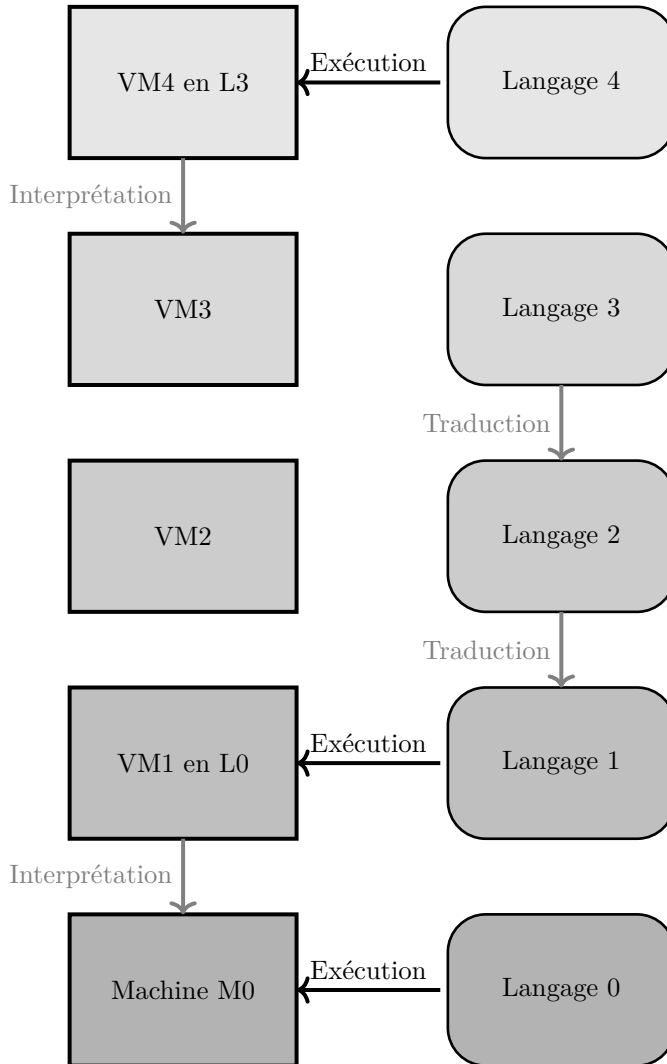 VM4 en L3
Exécution
Langage 4
Interprétation
VM3
Langage 3
Traduction
VM2
Langage 2
Traduction
VM1 en L0
Exécution
Langage 1
Interprétation
Machine M0
Exécution
Langage 0